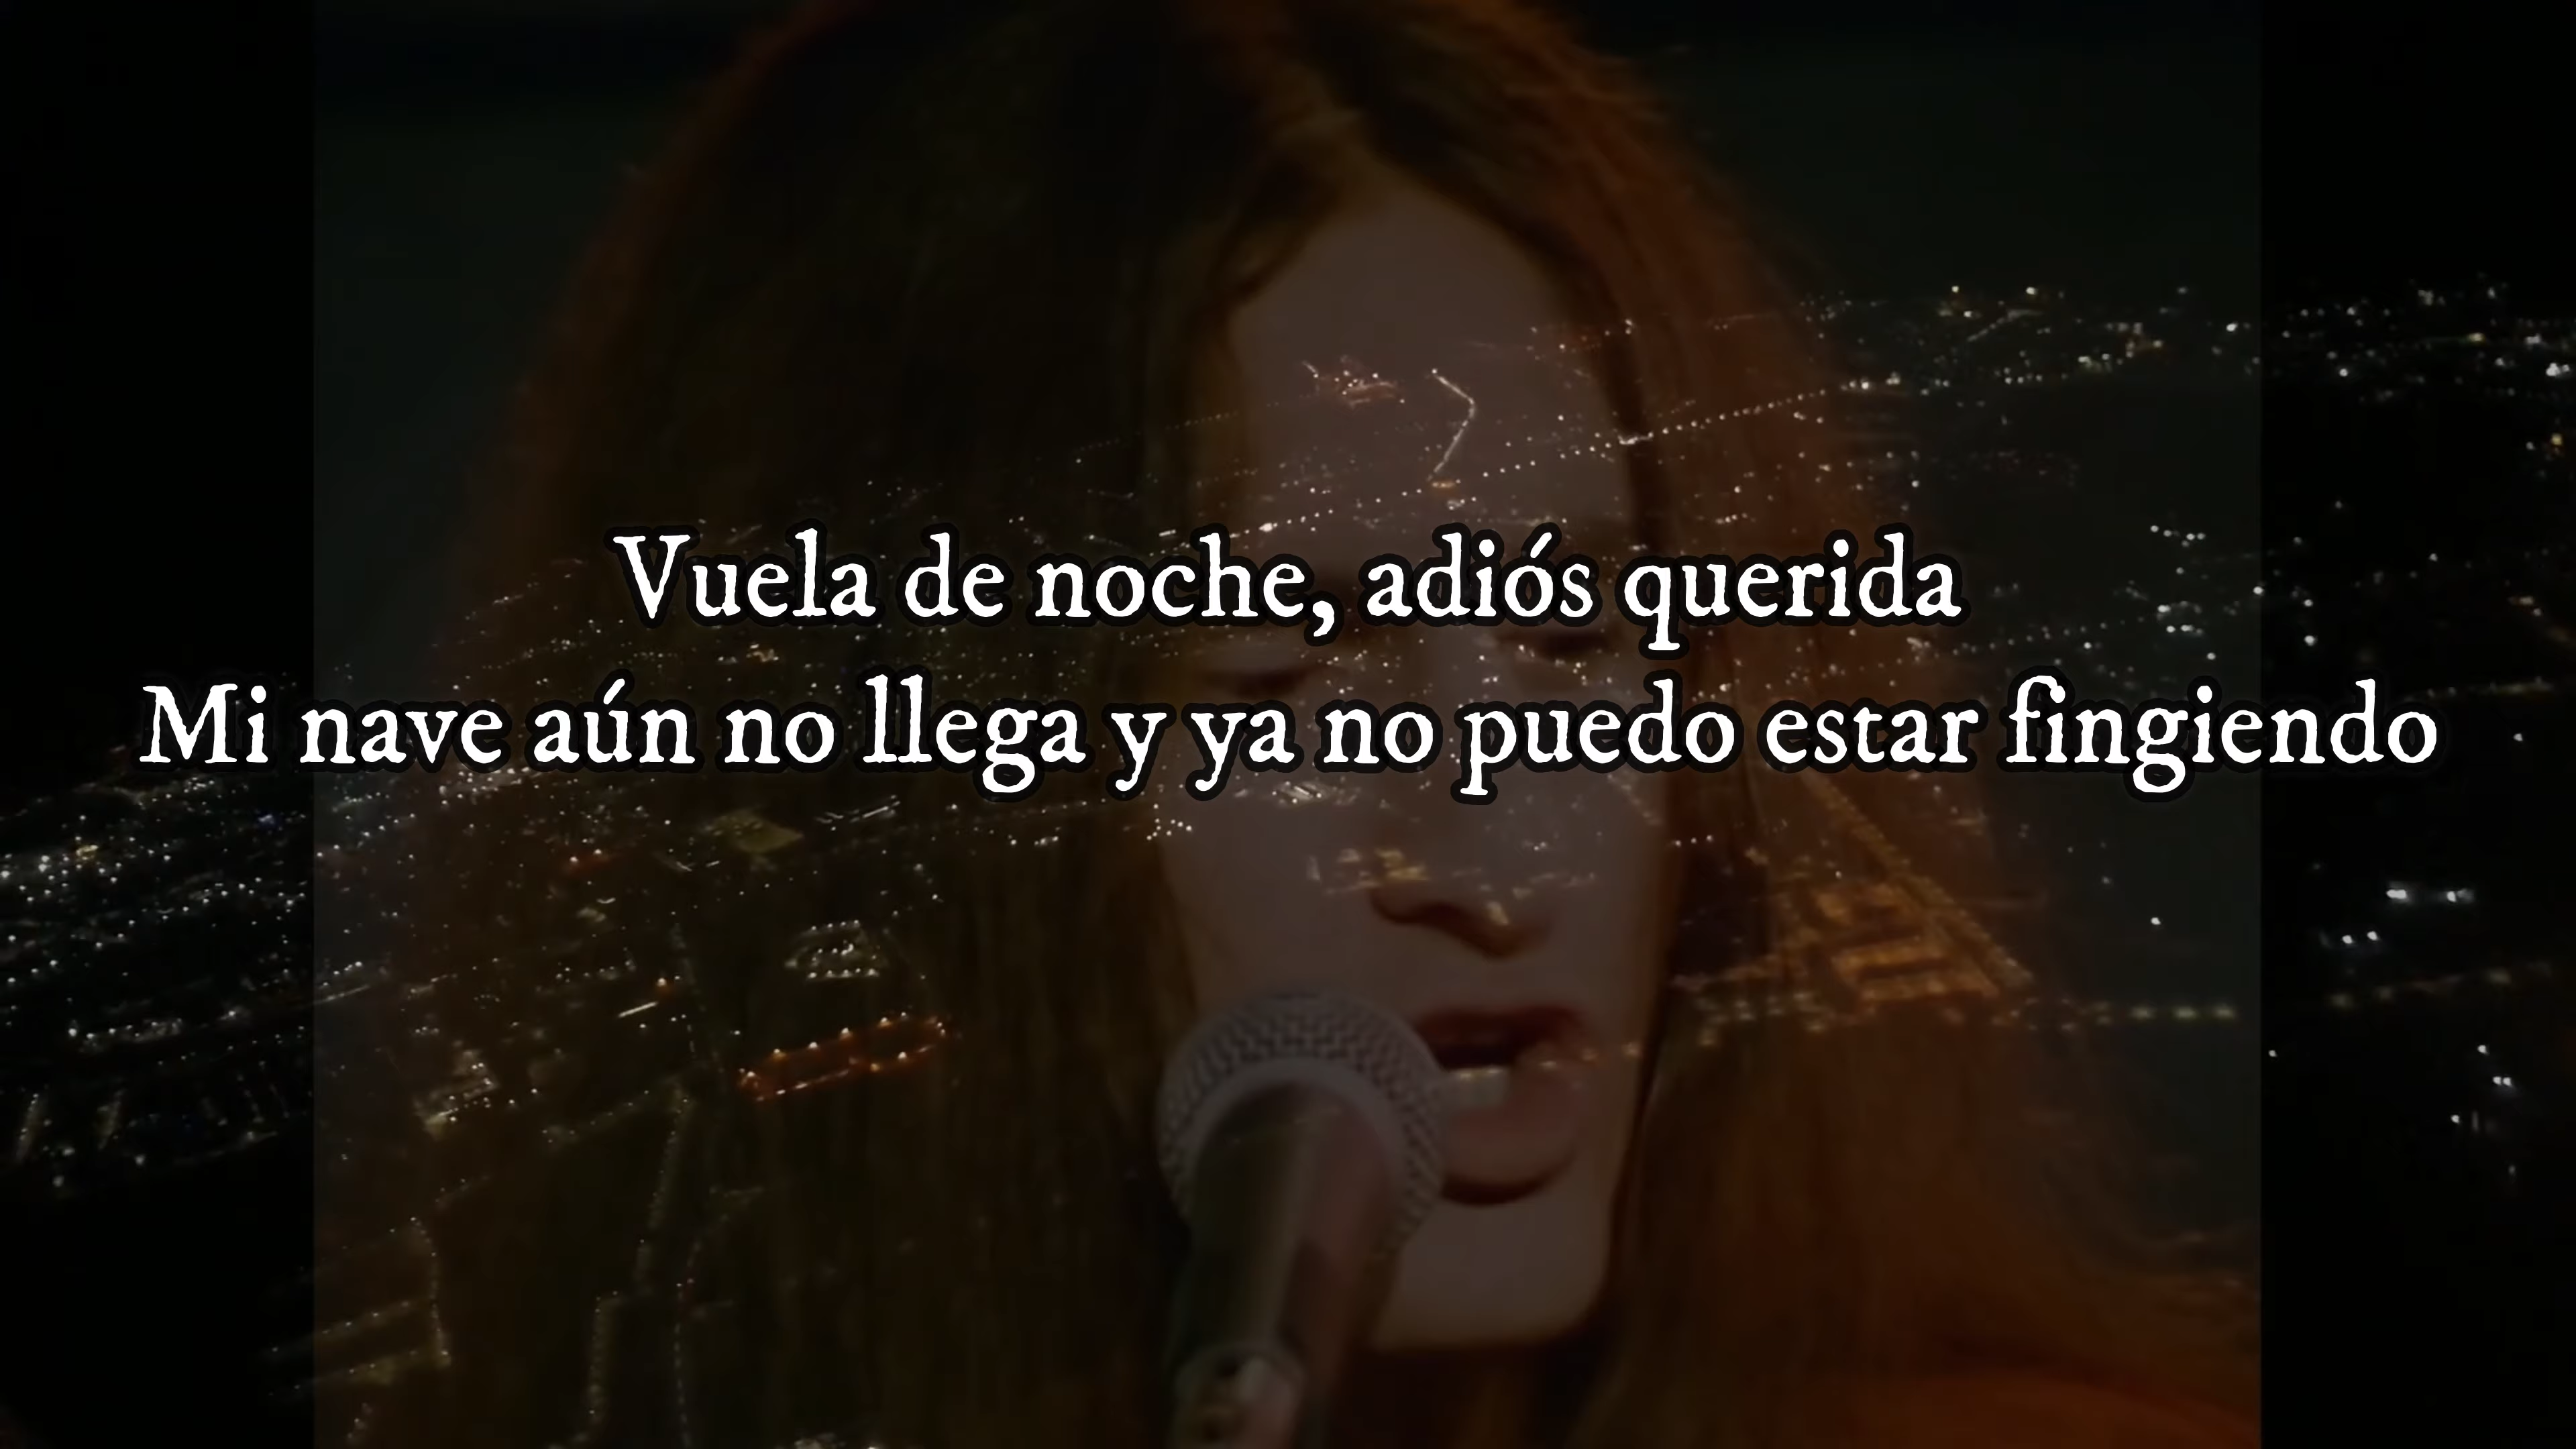 Vuela de noche, adiós querida
Mi nave aún no llega y ya no puedo estar fingiendo